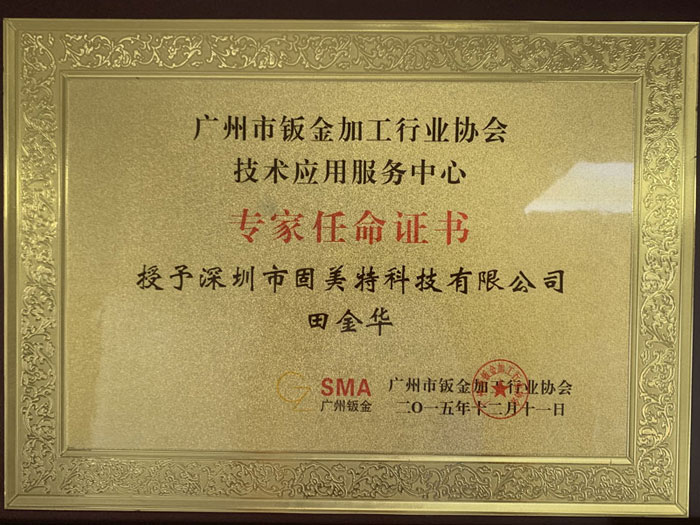 广州市钣金加工行业协会
技术应用服务中心
专家任命证书
授予深圳市固美特科技有限公司
田金华
SMA
广州钣金
广州市钣金加工行业协会
二〇一五年十二月十一日